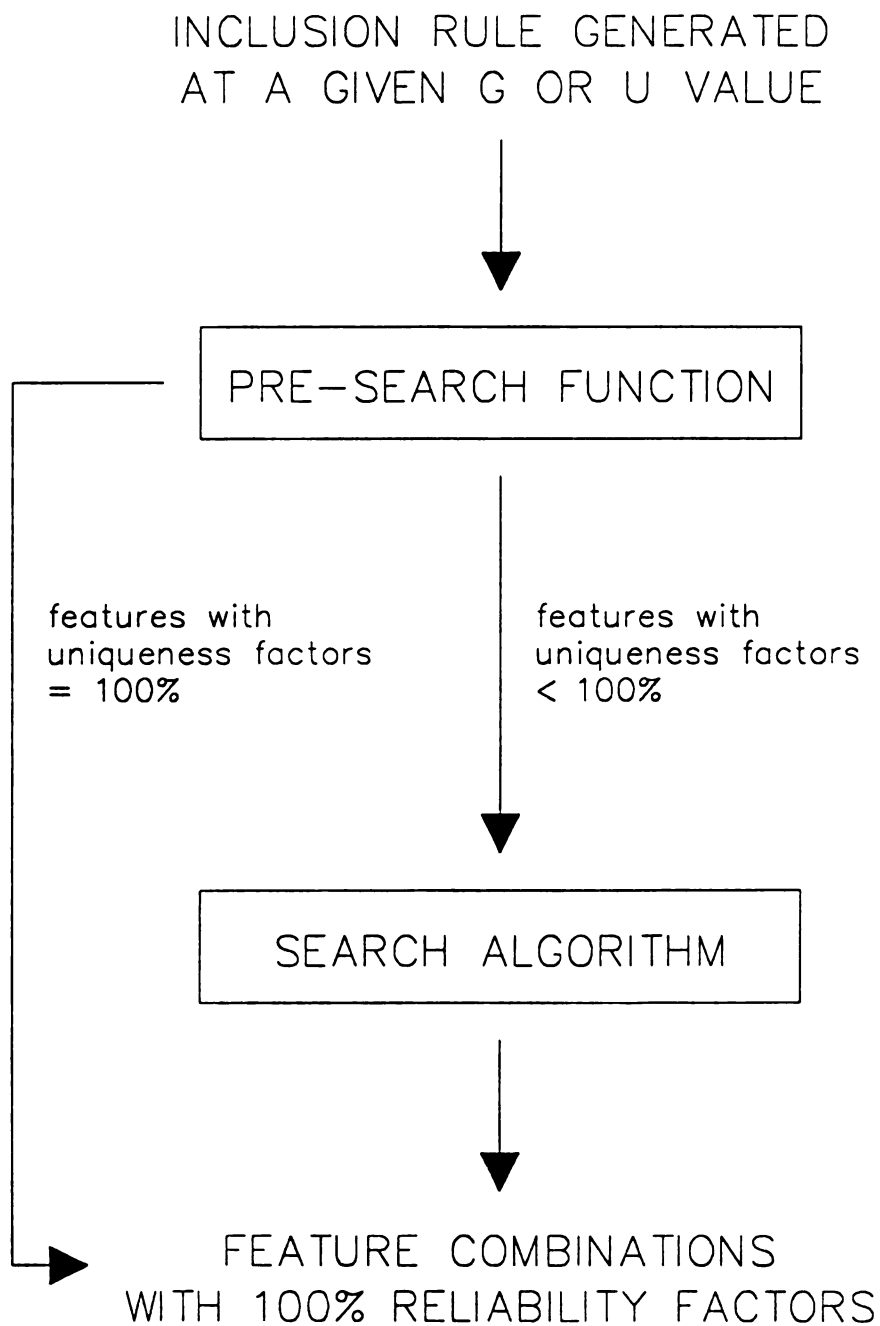 INCLUSION RULE GENERATED
AT A GIVEN G OR U VALUE
PRE-SEARCH FUNCTION
features with
uniqueness factors
= 100%
features with
uniqueness factors
< 100%
SEARCH ALGORITHM
FEATURE COMBINATIONS
WITH 100% RELIABILITY FACTORS